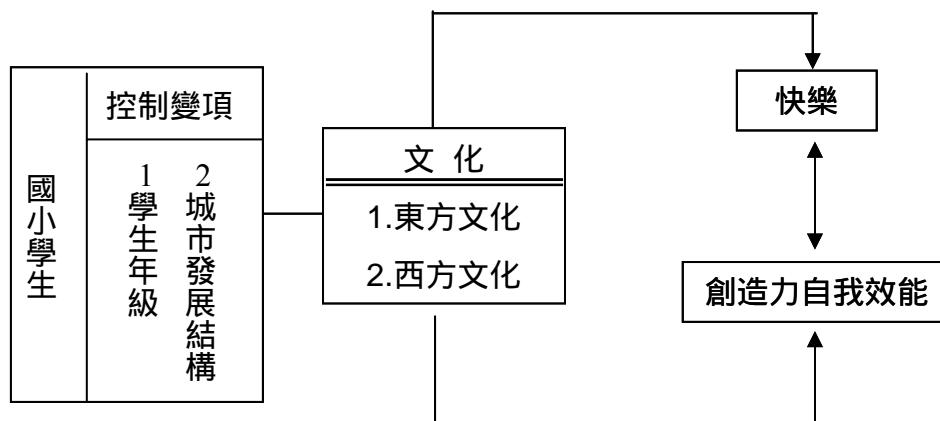 國小學生
控制變項
1學生年級
2城市發展結構
文 化
1.東方文化
2.西方文化
快樂
創造力自我效能